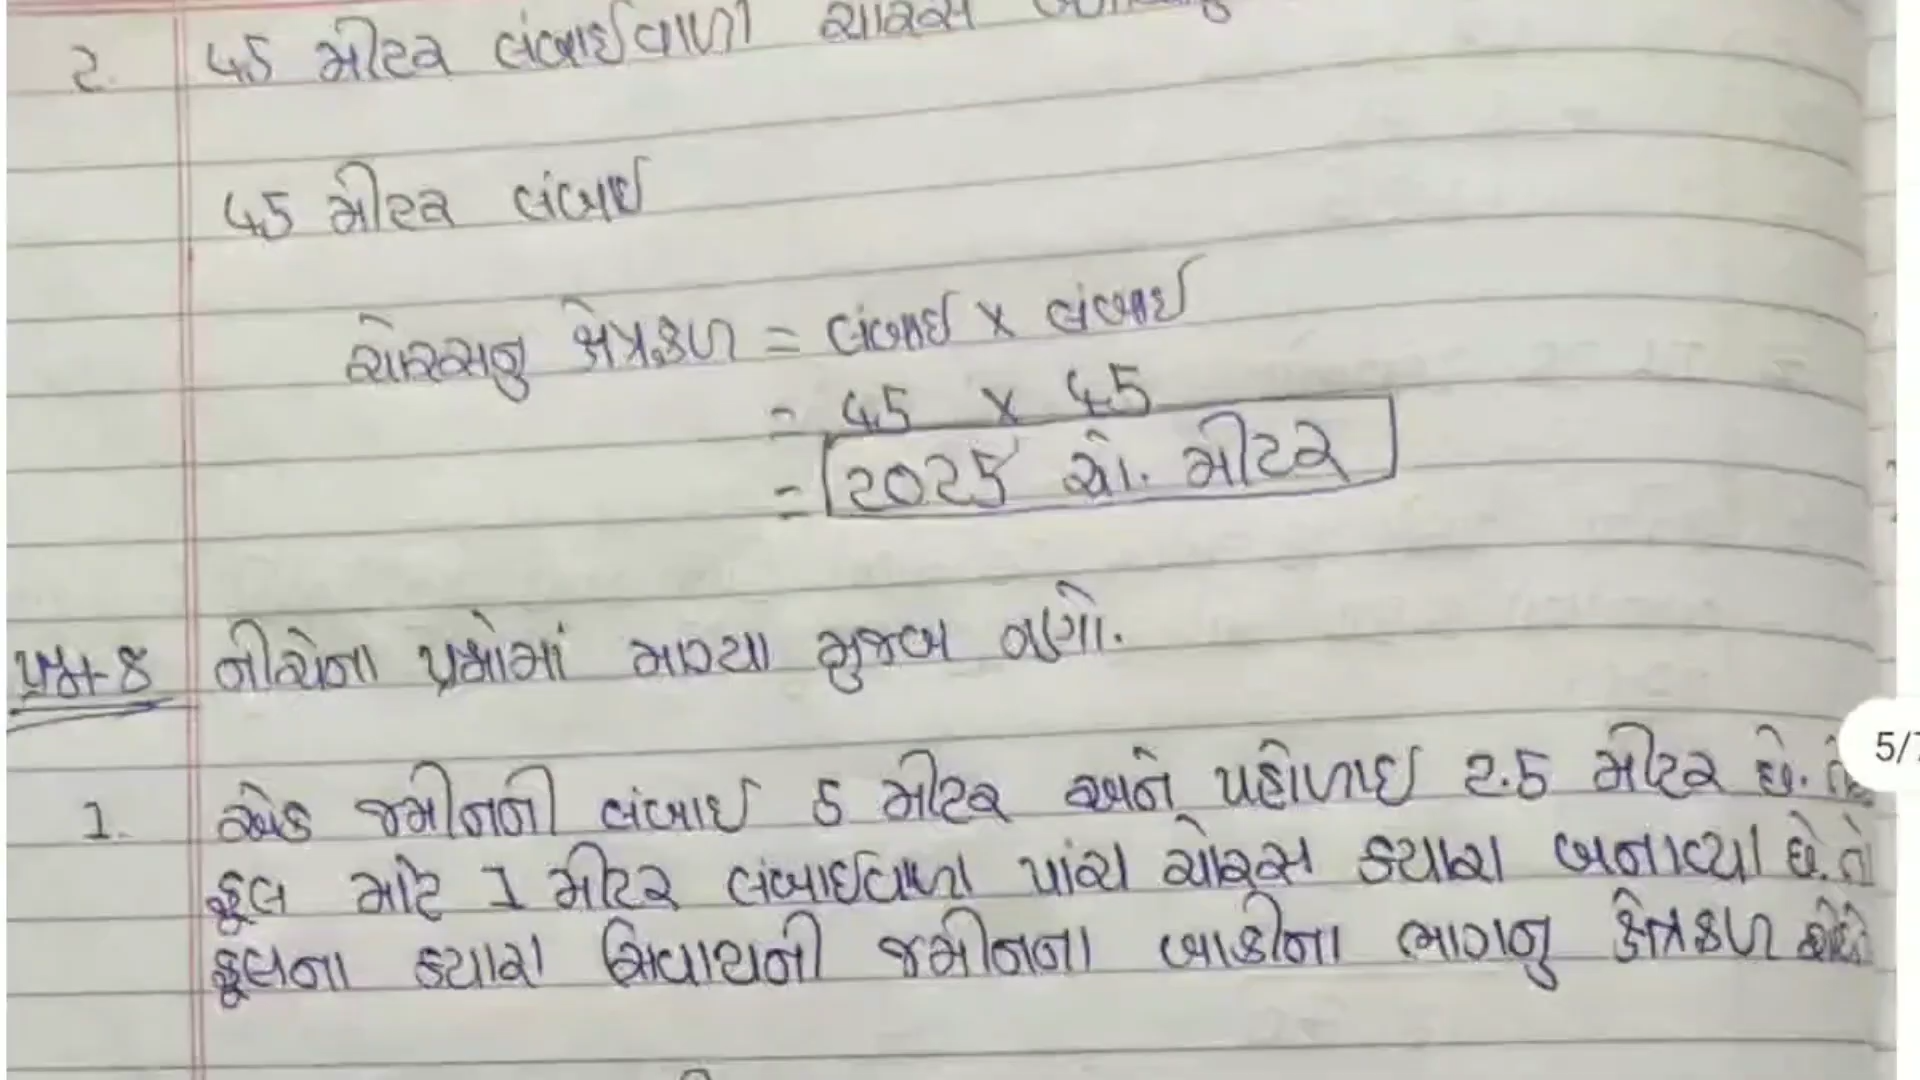 2. 45 મીટર લંબાઈવાળા ચોરસ
45 મીટર લંબાઈ
ચોરસનુ ક્ષેત્રફળ = લંબાઈ x લંબાઈ
= 45 x 45
= 2025 ચો. મીટર
પ્રશ્ન-8 નીચેના પ્રશ્નોમાં માગ્યા મુજબ ગણો.
1. એક જમીનની લંબાઈ 5 મીટર અને પહોળાઈ 2.5 મીટર છે.
ફૂલ માટે 1 મીટર લંબાઈવાળા પાંચ ચોરસ ક્યારા બનાવ્યા છે. તો
ફૂલના ક્યારા સિવાયની જમીનના બાકીના ભાગનુ ક્ષેત્રફળ
5/7